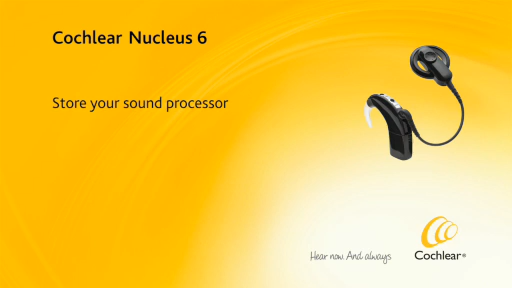 Cochlear Nucleus 6
Store your sound processor
Hear now. And always
Cochlear®